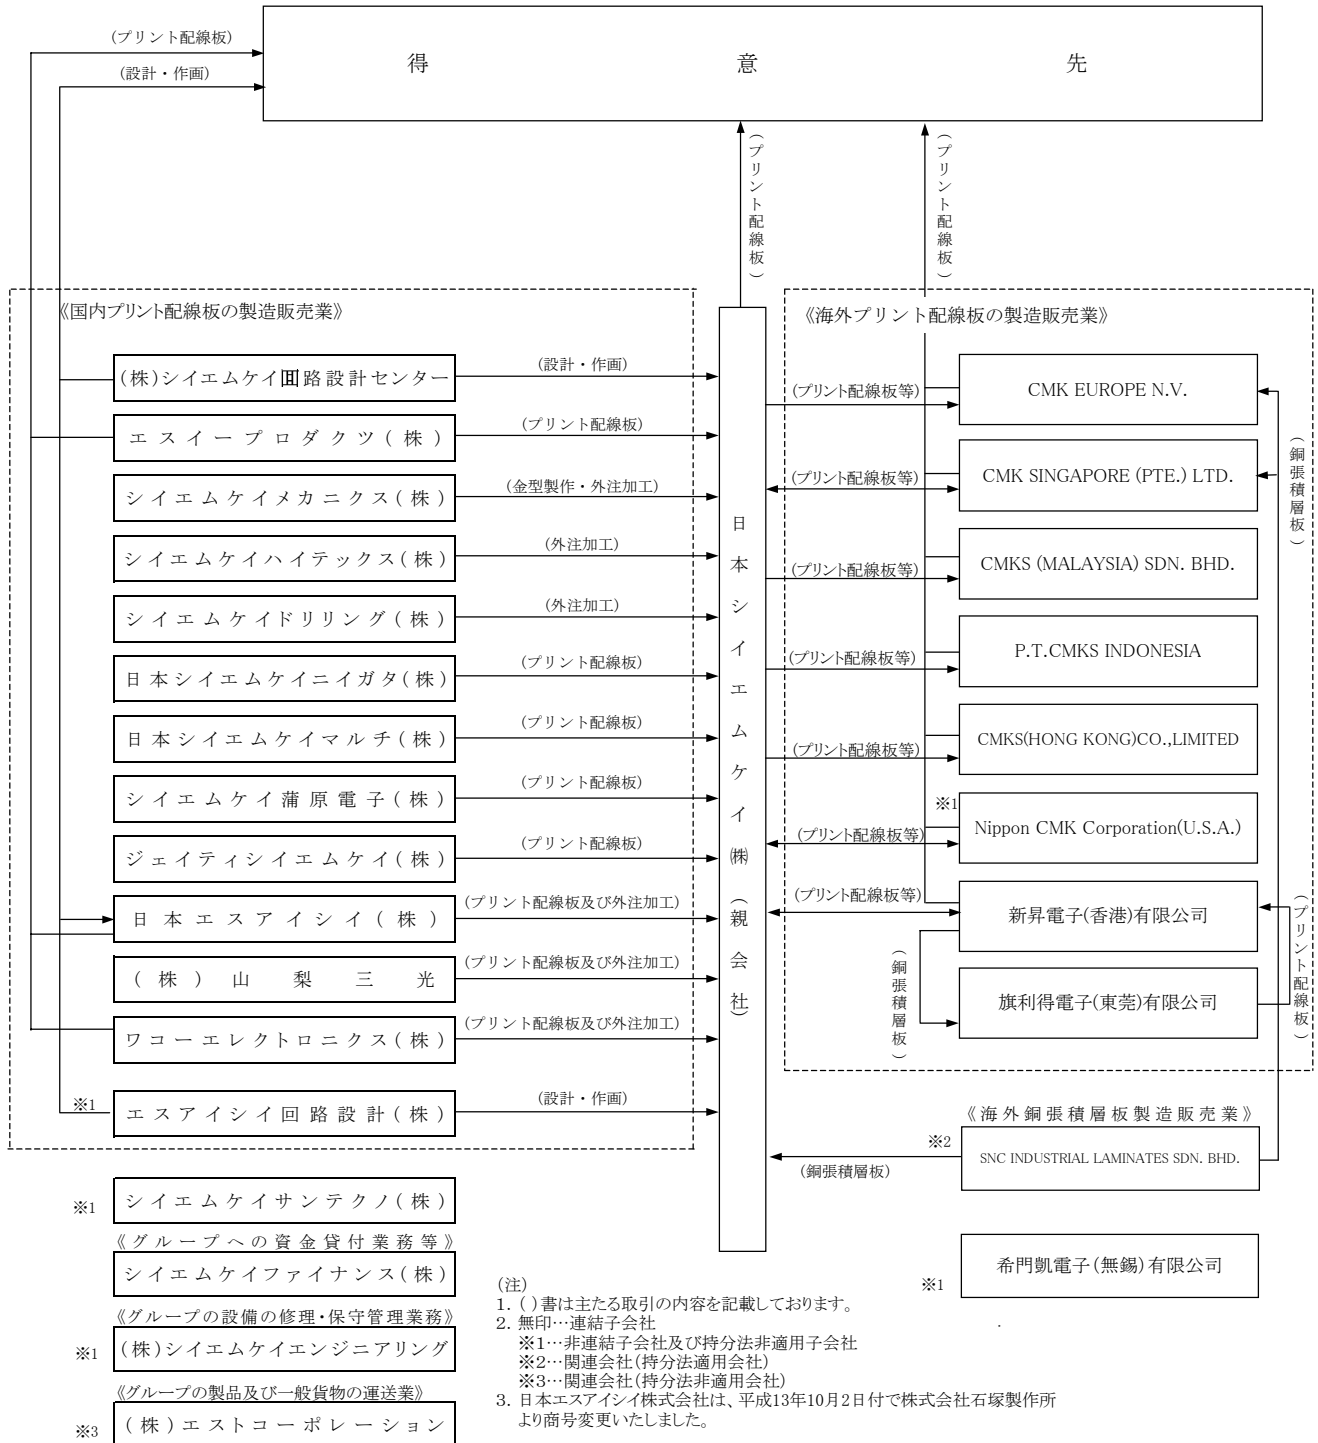 (プリント配線板)
(設計・作画)
得意先
(プリント配線板)
(プリント配線板)
《国内プリント配線板の製造販売業》
《海外プリント配線板の製造販売業》
(株)シイエムケイ回路設計センター
(設計・作画)
エスイープロダクツ(株)
(プリント配線板)
シイエムケイメカニクス(株)
(金型製作・外注加工)
シイエムケイハイテックス(株)
(外注加工)
シイエムケイドリリング(株)
(外注加工)
日本シイエムケイニイガタ(株)
(プリント配線板)
日本シイエムケイマルチ(株)
(プリント配線板)
シイエムケイ蒲原電子(株)
(プリント配線板)
ジェイティシイエムケイ(株)
(プリント配線板)
日本エスアイシイ(株)
(プリント配線板及び外注加工)
(株)山梨三光
(プリント配線板及び外注加工)
ワコーエレクトロニクス(株)
(プリント配線板及び外注加工)
※1
エスアイシイ回路設計(株)
(設計・作画)
日本シイエムケイ㈱(親会社)
(プリント配線板等)
CMK EUROPE N.V.
(プリント配線板等)
CMK SINGAPORE (PTE.) LTD.
(プリント配線板等)
CMKS (MALAYSIA) SDN. BHD.
(プリント配線板等)
P.T.CMKS INDONESIA
(プリント配線板等)
CMKS(HONG KONG)CO.,LIMITED
※1
(プリント配線板等)
Nippon CMK Corporation(U.S.A.)
(プリント配線板等)
新昇電子(香港)有限公司
(銅張積層板)
旗利得電子(東莞)有限公司
(プリント配線板)
(銅張積層板)
《海外銅張積層板製造販売業》
※2
SNC INDUSTRIAL LAMINATES SDN. BHD.
(銅張積層板)
※1
希門凱電子(無錫)有限公司
※1
シイエムケイサンテクノ(株)
《グループへの資金貸付業務等》
シイエムケイファイナンス(株)
《グループの設備の修理・保守管理業務》
※1
(株)シイエムケイエンジニアリング
《グループの製品及び一般貨物の運送業》
※3
(株)エストコーポレーション
(注)
1. ( )書は主たる取引の内容を記載しております。
2. 無印…連結子会社
※1…非連結子会社及び持分法非適用子会社
※2…関連会社(持分法適用会社)
※3…関連会社(持分法非適用会社)
3. 日本エスアイシイ株式会社は、平成13年10月2日付で株式会社石塚製作所
より商号変更いたしました。